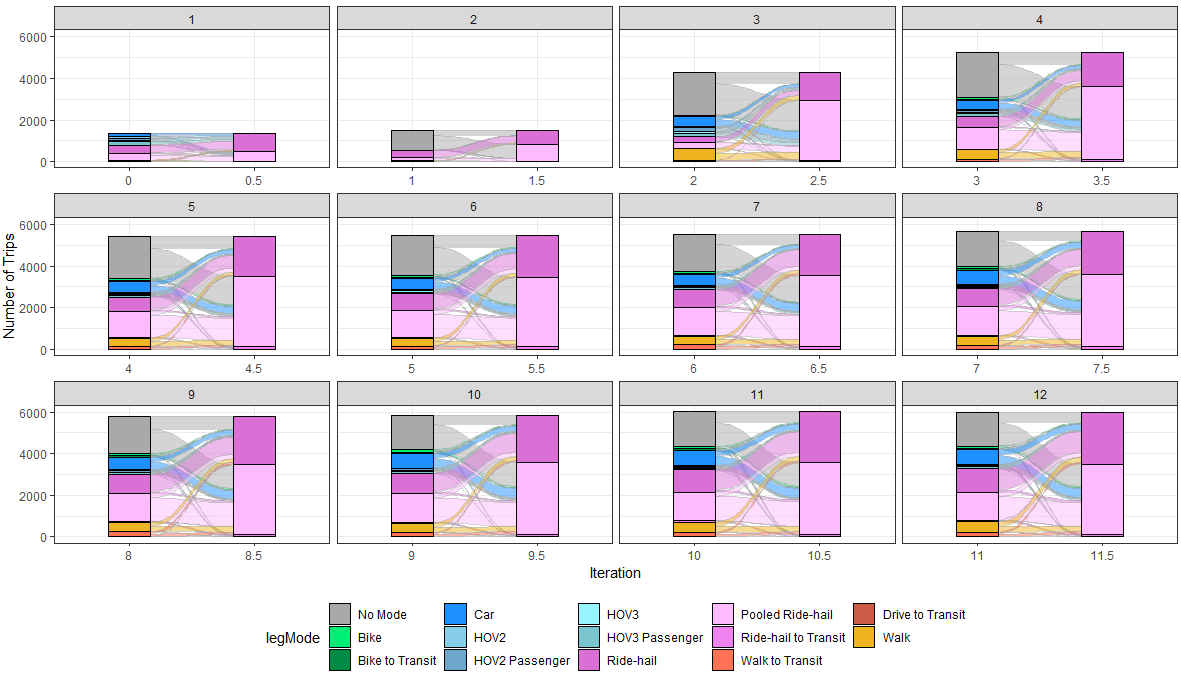 1 2 3 4
6000
4000
2000
0
0 0.5 1 1.5 2 2.5 3 3.5
5 6 7 8
6000
4000
2000
0
4 4.5 5 5.5 6 6.5 7 7.5
9 10 11 12
6000
4000
2000
0
8 8.5 9 9.5 10 10.5 11 11.5
Number of Trips
Iteration
legMode
No Mode Car HOV3 Pooled Ride-hail Drive to Transit
Bike HOV2 HOV3 Passenger Ride-hail to Transit Walk
Bike to Transit HOV2 Passenger Ride-hail Walk to Transit